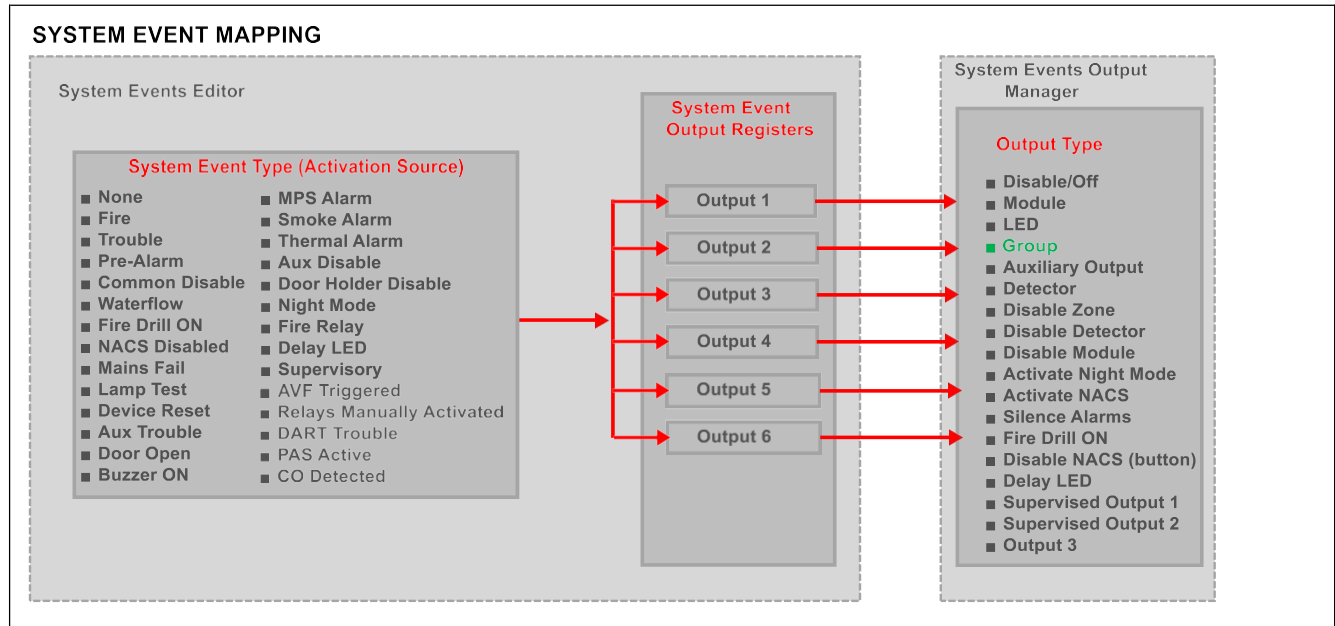 SYSTEM EVENT MAPPING
System Events Editor
System Event Type (Activation Source)
None
Fire
Trouble
Pre-Alarm
Common Disable
Waterflow
Fire Drill ON
NACS Disabled
Mains Fail
Lamp Test
Device Reset
Aux Trouble
Door Open
Buzzer ON
MPS Alarm
Smoke Alarm
Thermal Alarm
Aux Disable
Door Holder Disable
Night Mode
Fire Relay
Delay LED
Supervisory
AVF Triggered
Relays Manually Activated
DART Trouble
PAS Active
CO Detected
System Event
Output Registers
Output 1
Output 2
Output 3
Output 4
Output 5
Output 6
System Events Output
Manager
Output Type
Disable/Off
Module
LED
Group
Auxiliary Output
Detector
Disable Zone
Disable Detector
Disable Module
Activate Night Mode
Activate NACS
Silence Alarms
Fire Drill ON
Disable NACS (button)
Delay LED
Supervised Output 1
Supervised Output 2
Output 3